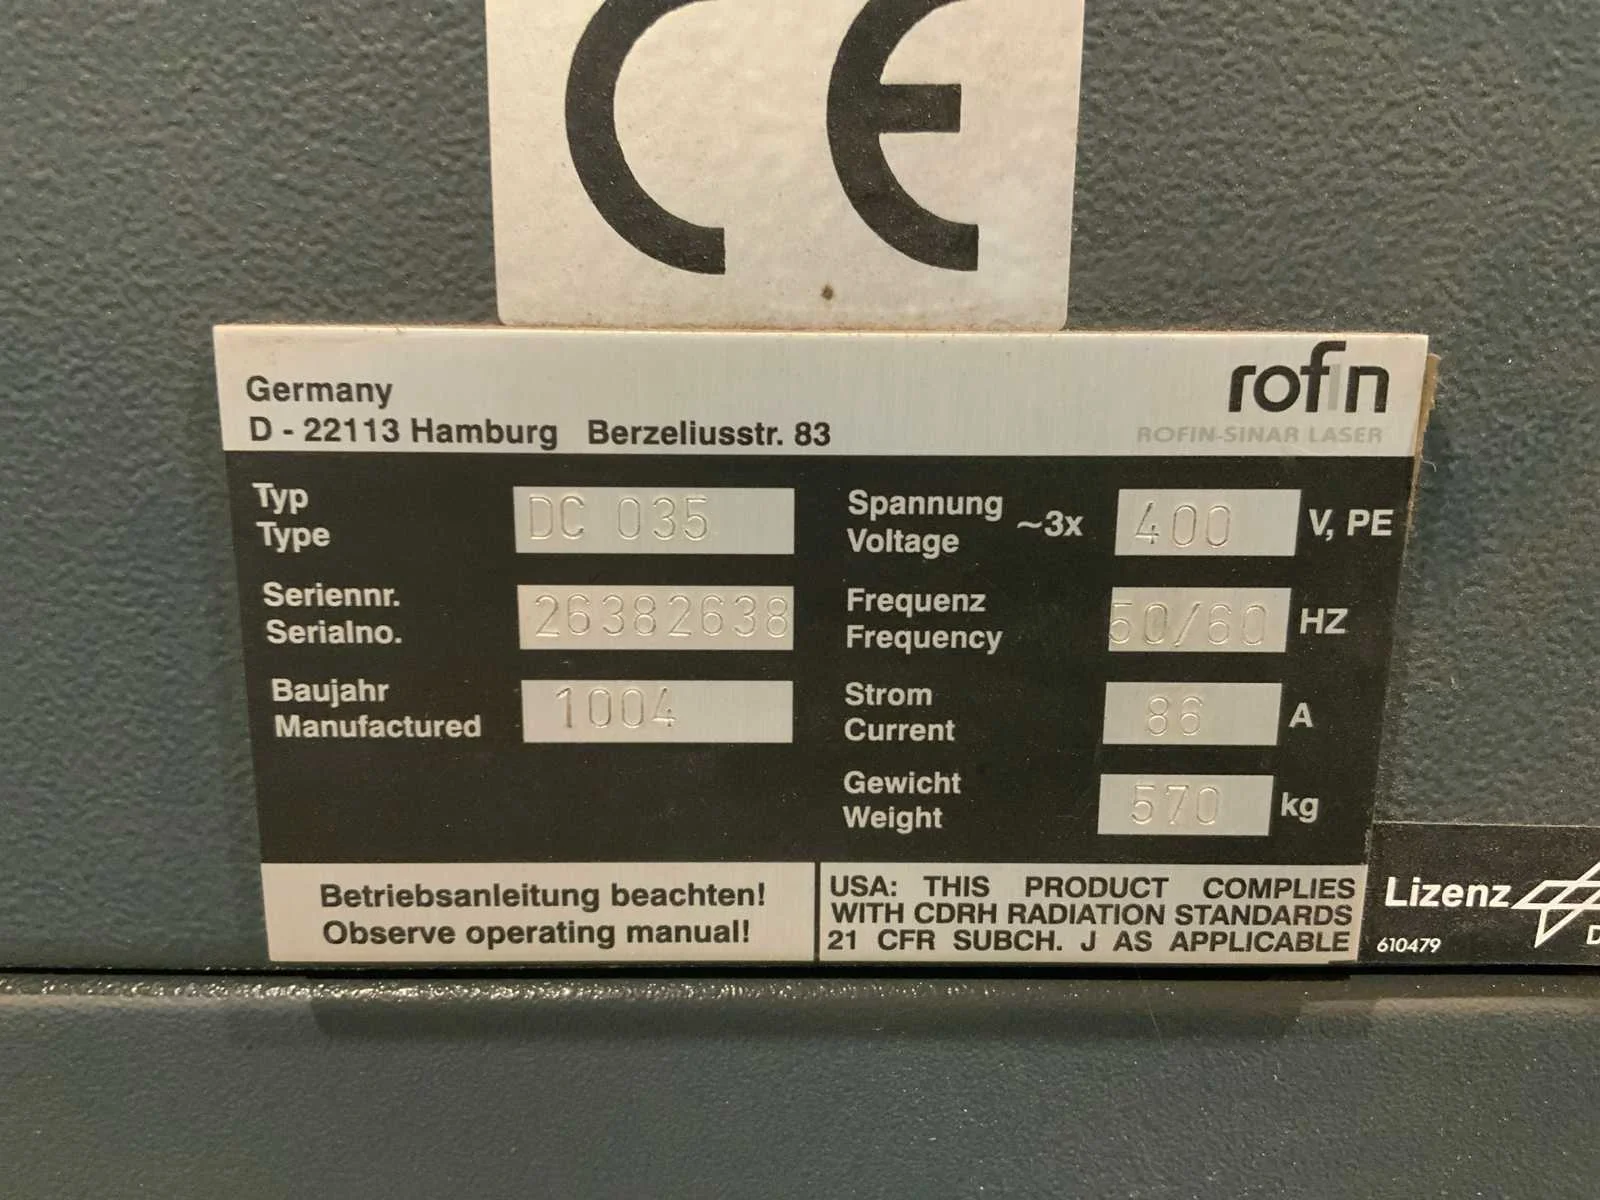 CE
Germany
D - 22113 Hamburg Berzeliusstr. 83
rofin
ROFIN-SINAR LASER
Typ
Type
DC 035
Seriennr.
Serialno.
26382638
Baujahr
Manufactured
1004
Spannung
Voltage
~3x 400 V, PE
Frequenz
Frequency
50/60 HZ
Strom
Current
86 A
Gewicht
Weight
570 kg
Betriebsanleitung beachten!
Observe operating manual!
USA: THIS PRODUCT COMPLIES
WITH CDRH RADIATION STANDARDS
21 CFR SUBCH. J AS APPLICABLE
Lizenz
610479